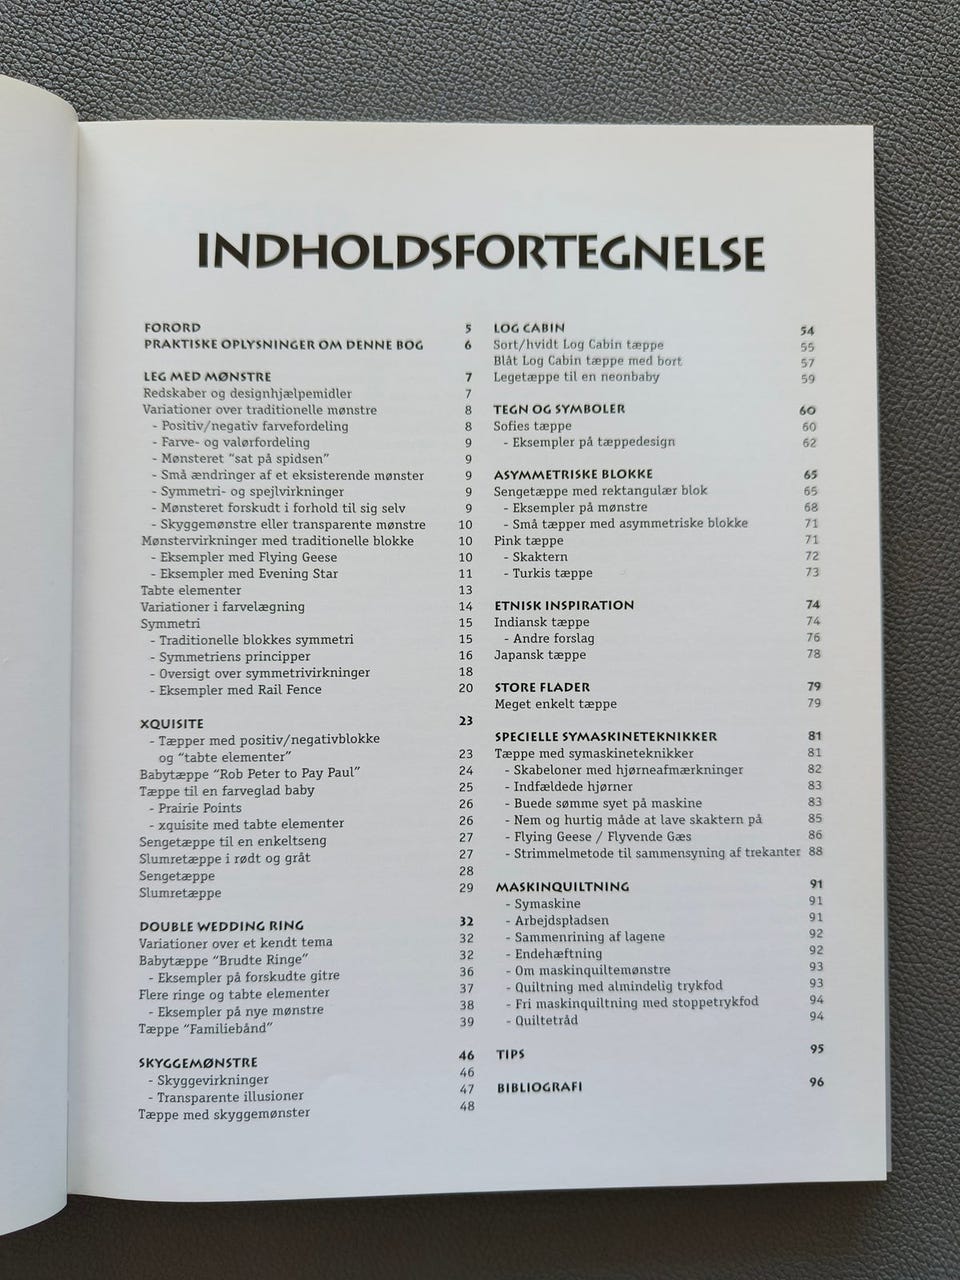 INDHOLDSFORTEGNELSE
FORORD 5
PRAKTISKE OPLYSNINGER OM DENNE BOG 6
LEG MED MØNSTRE 7
Redskaber og designhjælpemidler 7
Variationer over traditionelle mønstre 8
- Positiv/negativ farvefordeling 8
- Farve- og valørfordeling 9
- Mønsteret "sat på spidsen" 9
- Små ændringer af et eksisterende mønster 9
- Symmetri- og spejlvirkninger 9
- Mønsteret forskudt i forhold til sig selv 9
- Skyggemønstre eller transparente mønstre 10
Mønstervirkninger med traditionelle blokke 10
- Eksempler med Flying Geese 10
- Eksempler med Evening Star 11
Tabte elementer 13
Variationer i farvelægning 14
Symmetri 15
- Traditionelle blokkes symmetri 15
- Symmetriens principper 16
- Oversigt over symmetrivirkninger 18
- Eksempler med Rail Fence 20
XQUISITE 23
- Tæpper med positiv/negativblokke
og "tabte elementer" 23
Babytæppe "Rob Peter to Pay Paul" 24
Tæppe til en farveglad baby 25
- Prairie Points 26
- xquisite med tabte elementer 26
Sengetæppe til en enkeltseng 27
Slumretæppe i rødt og gråt 27
Sengetæppe 28
Slumretæppe 29
DOUBLE WEDDING RING 32
Variationer over et kendt tema 32
Babytæppe "Brudte Ringe" 32
- Eksempler på forskudte gitre 36
Flere ringe og tabte elementer 37
- Eksempler på nye mønstre 38
Tæppe "Familiebånd" 39
SKYGGEMØNSTRE 46
- Skyggevirkninger 46
- Transparente illusioner 47
Tæppe med skyggemønster 48
LOG CABIN 54
Sort/hvidt Log Cabin tæppe 55
Blåt Log Cabin tæppe med bort 57
Legetæppe til en neonbaby 59
TEGN OG SYMBOLER 60
Sofies tæppe 60
- Eksempler på tæppedesign 62
ASYMMETRISKE BLOKKE 65
Sengetæppe med rektangulær blok 65
- Eksempler på mønstre 68
- Små tæpper med asymmetriske blokke 71
Pink tæppe 71
- Skaktern 72
- Turkis tæppe 73
ETNISK INSPIRATION 74
Indiansk tæppe 74
- Andre forslag 76
Japansk tæppe 78
STORE FLADER 79
Meget enkelt tæppe 79
SPECIELLE SYMASKINETEKNIKKER 81
Tæppe med symaskineteknikker 81
- Skabeloner med hjørneafmærkninger 82
- Indfældede hjørner 83
- Buede sømme syet på maskine 83
- Nem og hurtig måde at lave skaktern på 85
- Flying Geese / Flyvende Gæs 86
- Strimmelmetode til sammensyning af trekanter 88
MASKINQUILTNING 91
- Symaskine 91
- Arbejdspladsen 91
- Sammenrining af lagene 92
- Endehæftning 92
- Om maskinquiltemønstre 93
- Quiltning med almindelig trykfod 93
- Fri maskinquiltning med stoppetrykfod 94
- Quiltetråd 94
TIPS 95
BIBLIOGRAFI 96